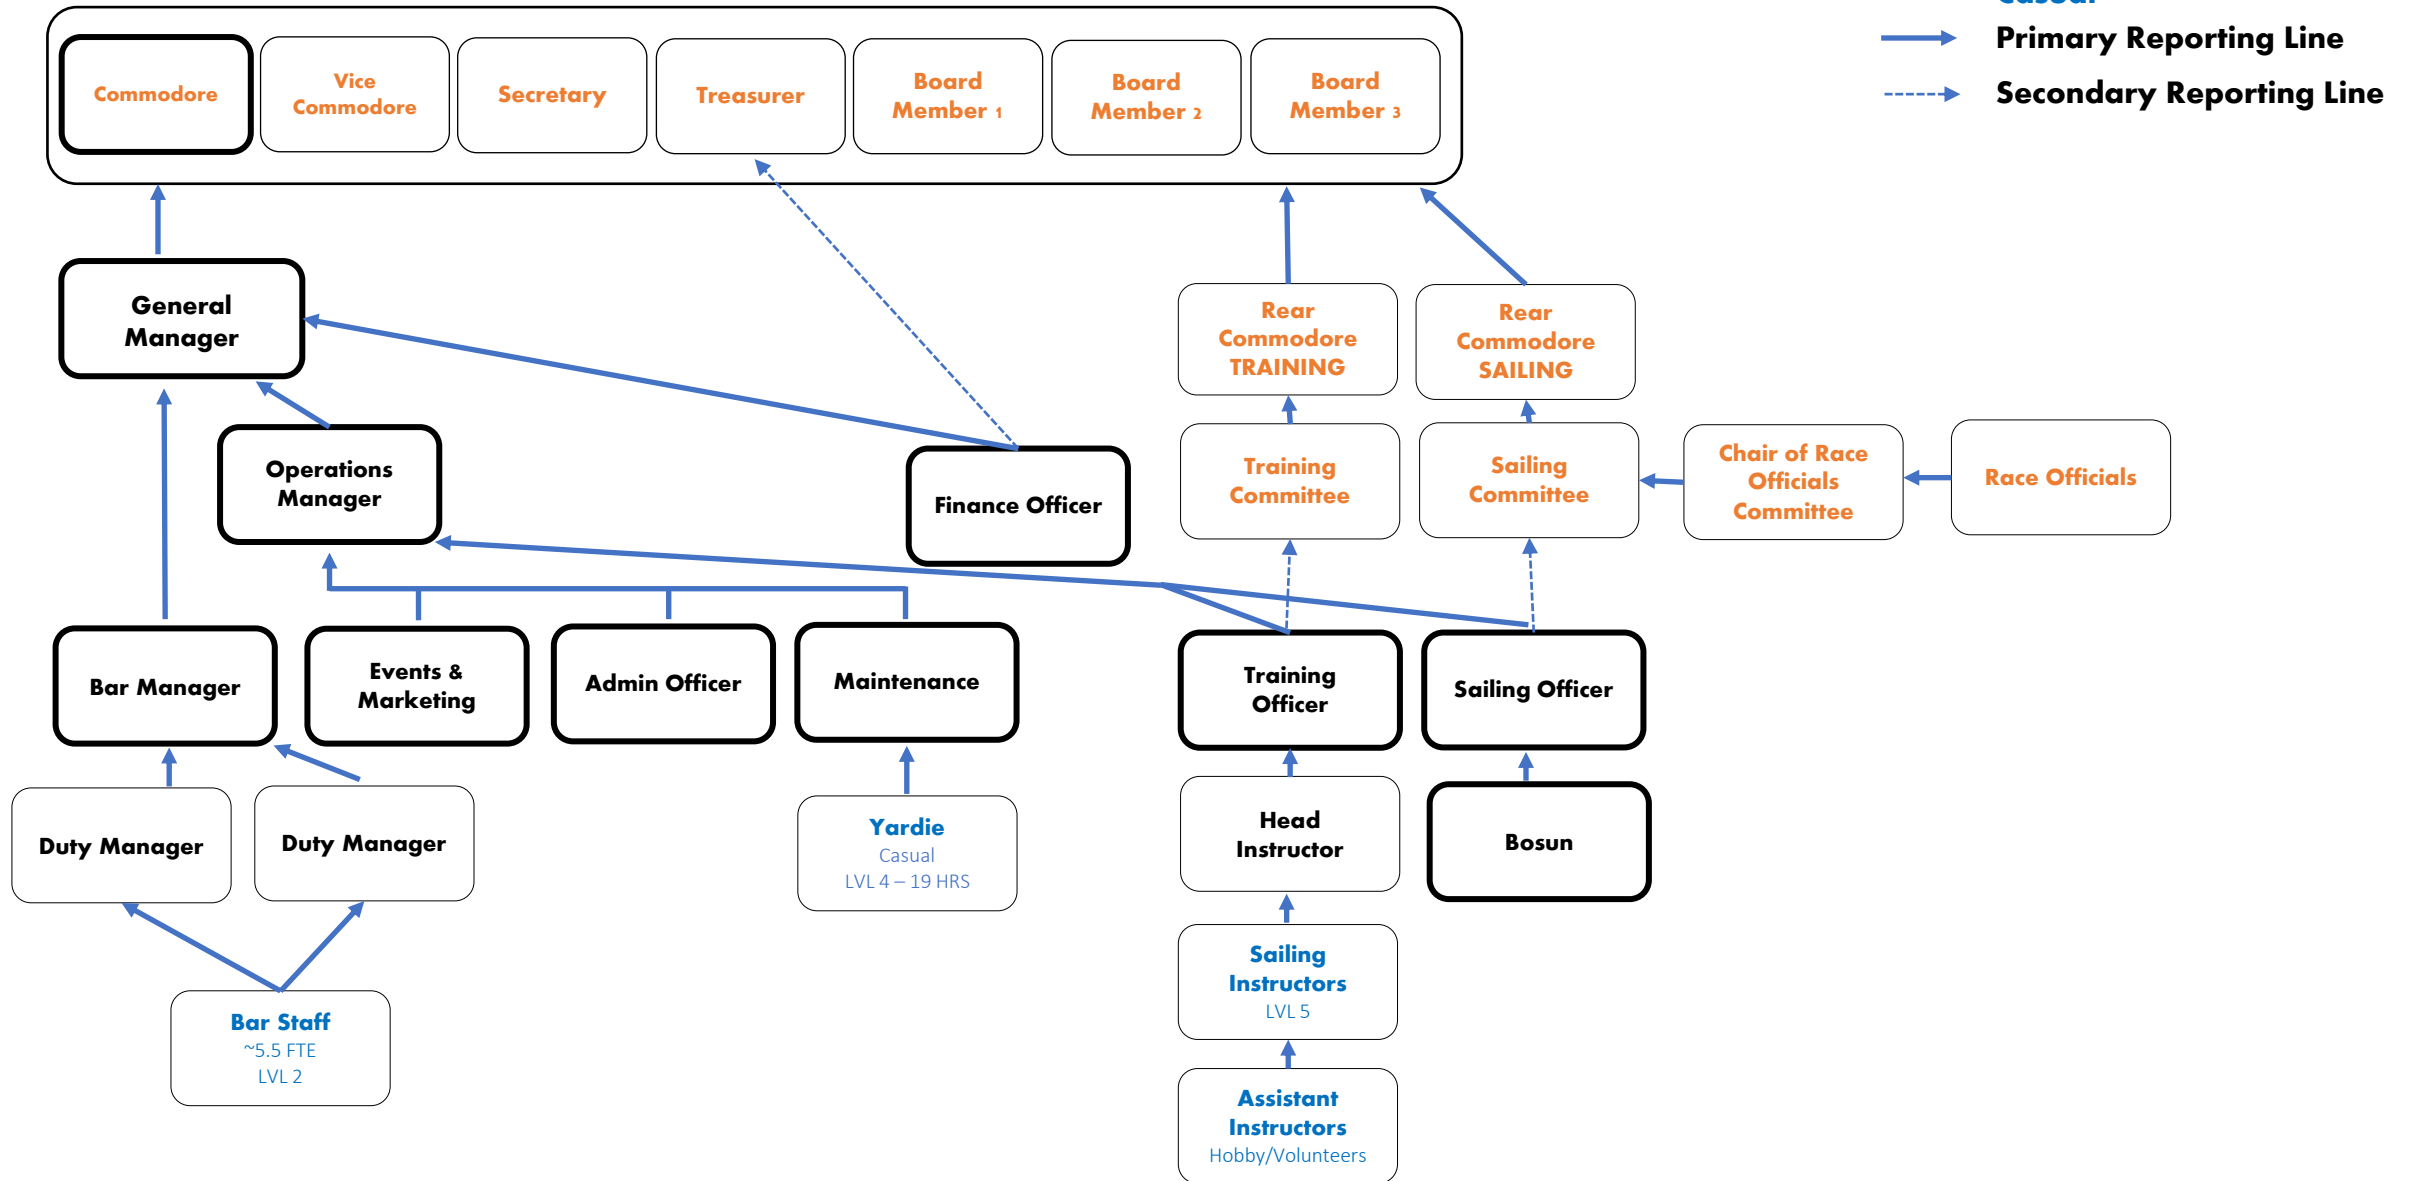 Casual
Primary Reporting Line
Secondary Reporting Line
Commodore
Vice
Commodore
Secretary
Treasurer
Board
Member 1
Board
Member 2
Board
Member 3
General
Manager
Rear
Commodore
TRAINING
Rear
Commodore
SAILING
Operations
Manager
Finance Officer
Training
Committee
Sailing
Committee
Chair of Race
Officials
Committee
Race Officials
Bar Manager
Events &
Marketing
Admin Officer
Maintenance
Training
Officer
Sailing Officer
Duty Manager
Duty Manager
Yardie
Casual
LVL 4 – 19 HRS
Head
Instructor
Bosun
Sailing
Instructors
LVL 5
Bar Staff
~5.5 FTE
LVL 2
Assistant
Instructors
Hobby/Volunteers